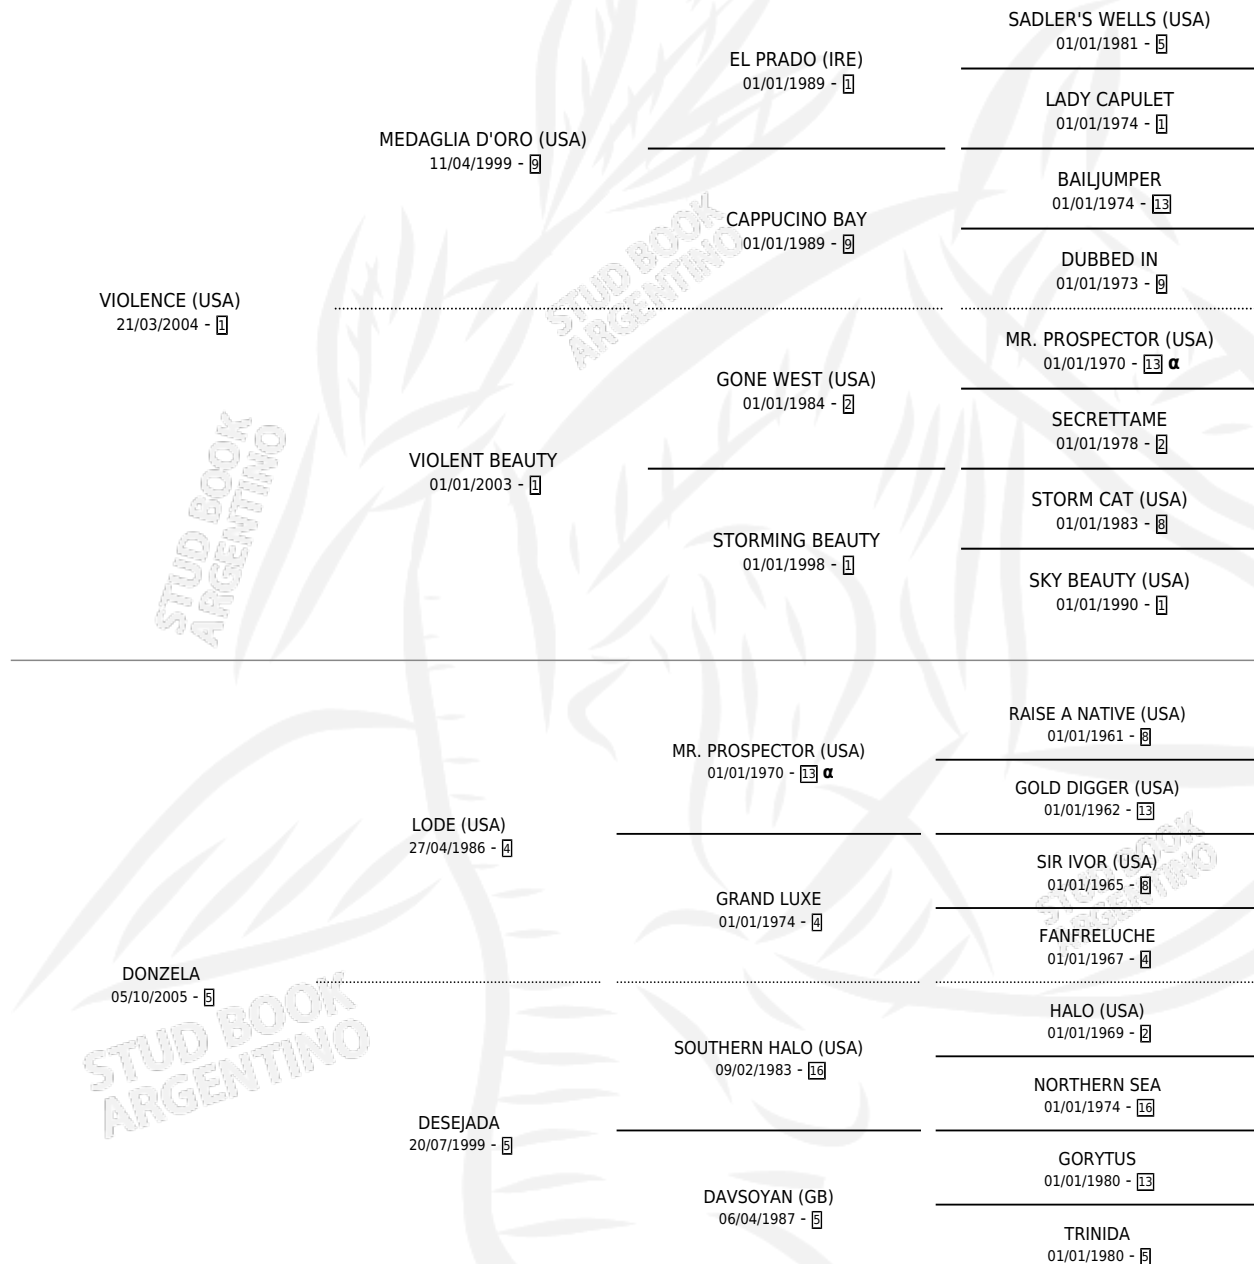 SADLER'S WELLS (USA)
01/01/1981 - 5
EL PRADO (IRE)
01/01/1989 - 1
LADY CAPULET
01/01/1974 - 1
MEDAGLIA D'ORO (USA)
11/04/1999 - 9
BAILJUMPER
01/01/1974 - 13
CAPPUCINO BAY
01/01/1989 - 9
DUBBED IN
01/01/1973 - 9
VIOLENCE (USA)
21/03/2004 - 1
MR. PROSPECTOR (USA)
01/01/1970 - 13 α
GONE WEST (USA)
01/01/1984 - 2
SECRETTAME
01/01/1978 - 2
VIOLENT BEAUTY
01/01/2003 - 1
STORM CAT (USA)
01/01/1983 - 8
STORMING BEAUTY
01/01/1998 - 1
SKY BEAUTY (USA)
01/01/1990 - 1
RAISE A NATIVE (USA)
01/01/1961 - 8
MR. PROSPECTOR (USA)
01/01/1970 - 13 α
GOLD DIGGER (USA)
01/01/1962 - 13
LODE (USA)
27/04/1986 - 4
SIR IVOR (USA)
01/01/1965 - 8
GRAND LUXE
01/01/1974 - 4
FANFRELUCHE
01/01/1967 - 4
DONZELA
05/10/2005 - 5
HALO (USA)
01/01/1969 - 2
SOUTHERN HALO (USA)
09/02/1983 - 16
NORTHERN SEA
01/01/1974 - 16
DESEJADA
20/07/1999 - 5
GORYTUS
01/01/1980 - 13
DAVSOYAN (GB)
06/04/1987 - 5
TRINIDA
01/01/1980 - 5
STUD BOOK
ARGENTINO
STUD BOOK
ARGENTINO
STUD BOOK
ARGENTINO
STUD BOOK
ARGENTINO